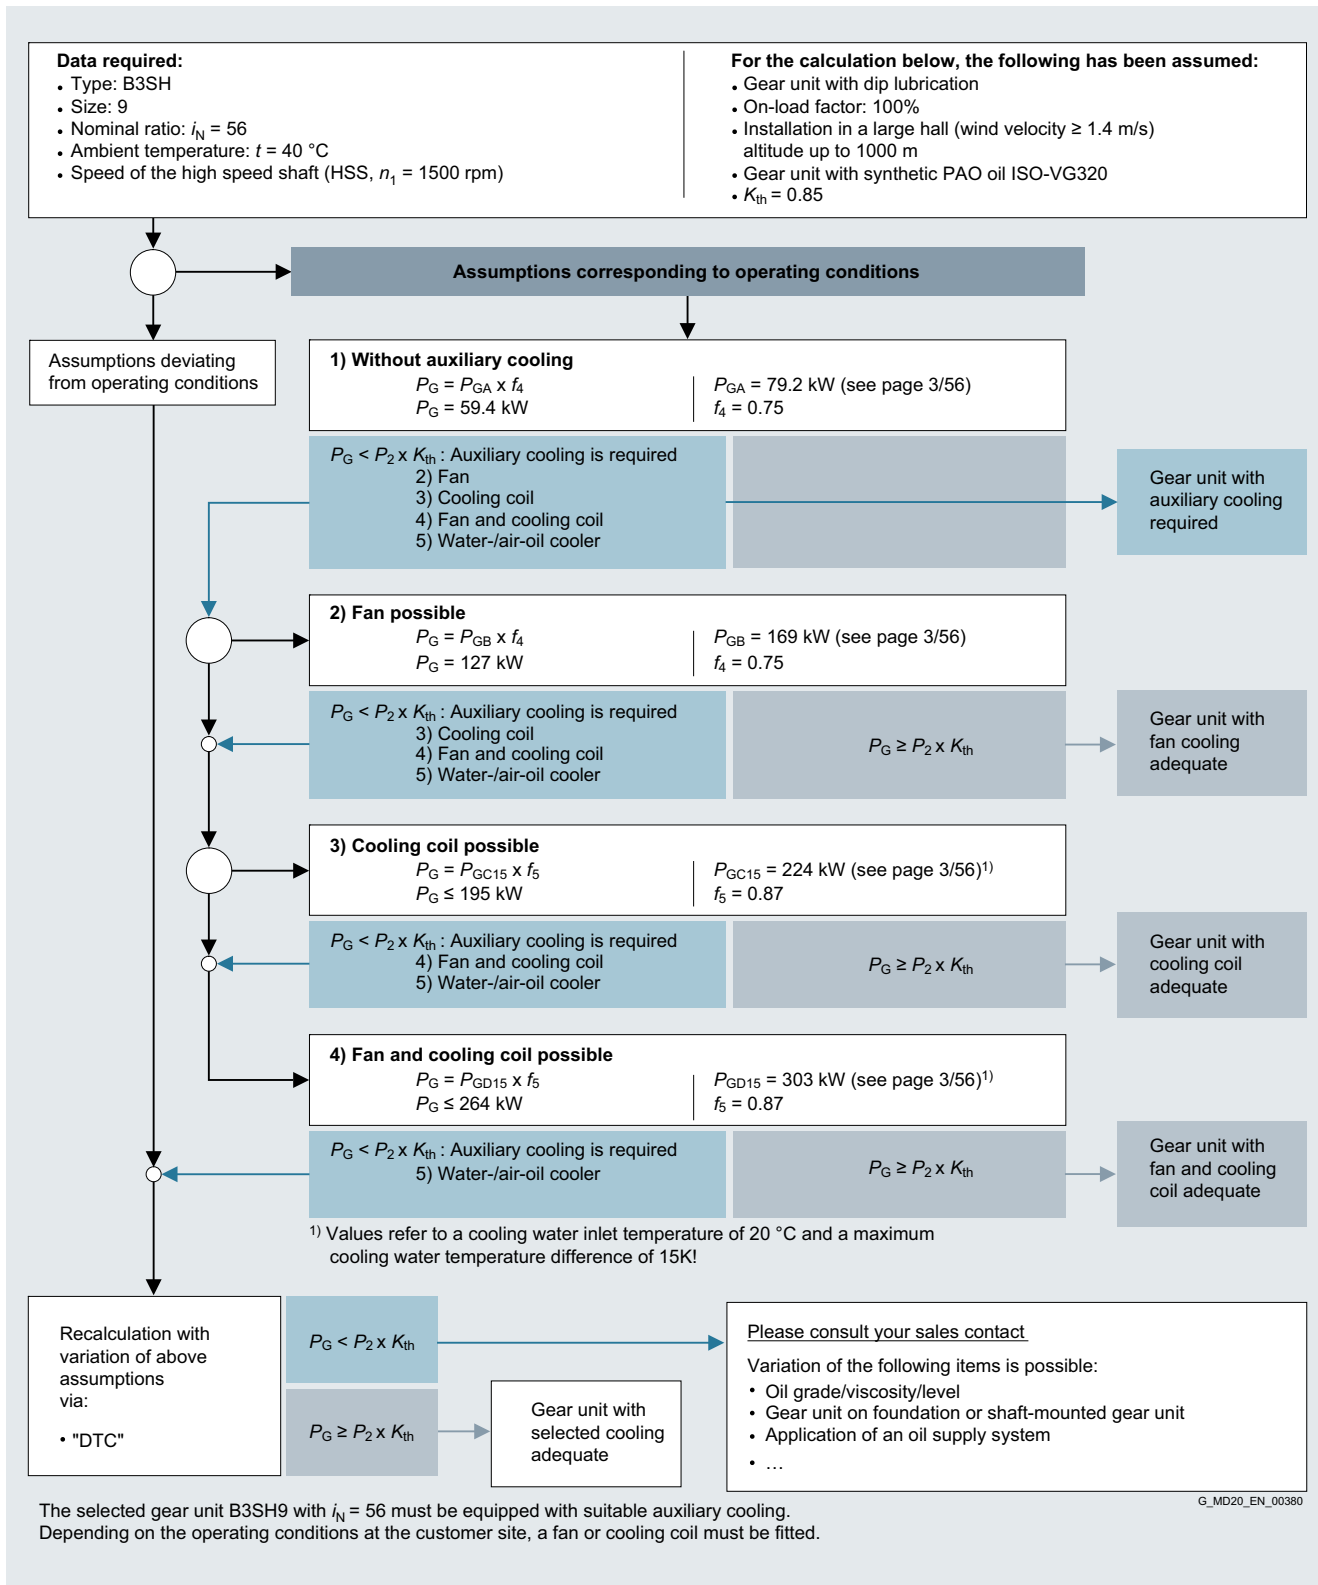 Data required:
• Type: B3SH
• Size: 9
• Nominal ratio: iN = 56
• Ambient temperature: t = 40 °C
• Speed of the high speed shaft (HSS, n1 = 1500 rpm)
For the calculation below, the following has been assumed:
• Gear unit with dip lubrication
• On-load factor: 100%
• Installation in a large hall (wind velocity ≥ 1.4 m/s)
altitude up to 1000 m
• Gear unit with synthetic PAO oil ISO-VG320
• Kth = 0.85
Assumptions corresponding to operating conditions
Assumptions deviating
from operating conditions
1) Without auxiliary cooling
PG = PGA x f4
PG = 59.4 kW
PGA = 79.2 kW (see page 3/56)
f4 = 0.75
PG < P2 x Kth : Auxiliary cooling is required
2) Fan
3) Cooling coil
4) Fan and cooling coil
5) Water-/air-oil cooler
Gear unit with
auxiliary cooling
required
2) Fan possible
PG = PGB x f4
PG = 127 kW
PGB = 169 kW (see page 3/56)
f4 = 0.75
PG < P2 x Kth : Auxiliary cooling is required
3) Cooling coil
4) Fan and cooling coil
5) Water-/air-oil cooler
PG ≥ P2 x Kth
Gear unit with
fan cooling
adequate
3) Cooling coil possible
PG = PGC15 x f5
PG ≤ 195 kW
PGC15 = 224 kW (see page 3/56)1)
f5 = 0.87
PG < P2 x Kth : Auxiliary cooling is required
4) Fan and cooling coil
5) Water-/air-oil cooler
PG ≥ P2 x Kth
Gear unit with
cooling coil
adequate
4) Fan and cooling coil possible
PG = PGD15 x f5
PG ≤ 264 kW
PGD15 = 303 kW (see page 3/56)1)
f5 = 0.87
PG < P2 x Kth : Auxiliary cooling is required
5) Water-/air-oil cooler
PG ≥ P2 x Kth
Gear unit with
fan and cooling
coil adequate
1) Values refer to a cooling water inlet temperature of 20 °C and a maximum
cooling water temperature difference of 15K!
Recalculation with
variation of above
assumptions
via:
• "DTC"
PG < P2 x Kth
PG ≥ P2 x Kth
Gear unit with
selected cooling
adequate
Please consult your sales contact
Variation of the following items is possible:
• Oil grade/viscosity/level
• Gear unit on foundation or shaft-mounted gear unit
• Application of an oil supply system
• …
G_MD20_EN_00380
The selected gear unit B3SH9 with iN = 56 must be equipped with suitable auxiliary cooling.
Depending on the operating conditions at the customer site, a fan or cooling coil must be fitted.